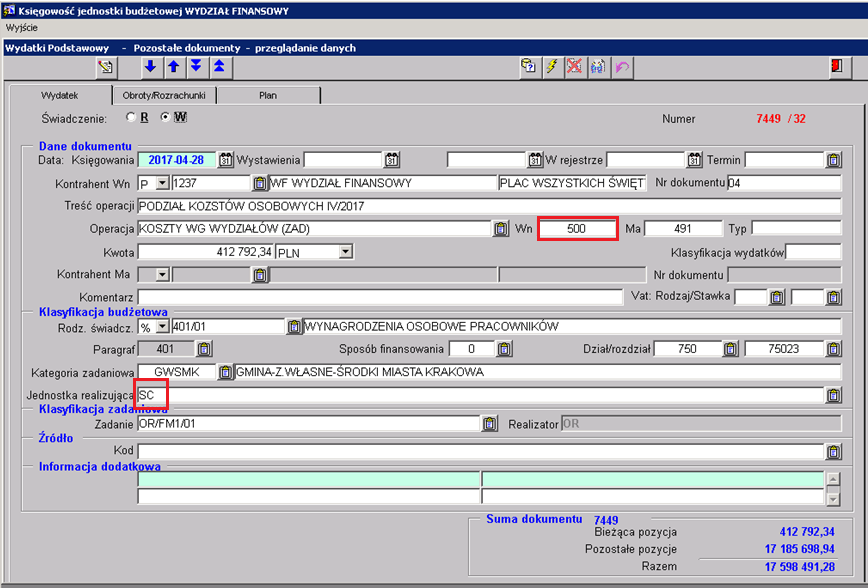 Księgowość jednostki budżetowej WYDZIAŁ FINANSOWY
Wyjście
Wydatki Podstawowy - Pozostałe dokumenty - przeglądanie danych
Wydatek Obroty/Rozrachunki Plan
Świadczenie: R W Numer 7449 / 32
Dane dokumentu
Data: Księgowania 2017-04-28 Wystawienia W rejestrze Termin
Kontrahent Wn P 1237 WF WYDZIAŁ FINANSOWY PLAC WSZYSTKICH ŚWIĘT Nr dokumentu 04
Treść operacji PODZIAŁ KOZSTÓW OSOBOWYCH IV/2017
Operacja KOSZTY WG WYDZIAŁÓW (ZAD) Wn 500 Ma 491 Typ
Kwota 412 792,34 PLN Klasyfikacja wydatków
Kontrahent Ma Nr dokumentu
Komentarz Vat: Rodzaj/Stawka
Klasyfikacja budżetowa
Rodz. świadcz. % 401/01 WYNAGRODZENIA OSOBOWE PRACOWNIKÓW
Paragraf 401 Sposób finansowania 0 Dział/rozdział 750 75023
Kategoria zadaniowa GWSMK GMINA-Z.WŁASNE-ŚRODKI MIASTA KRAKOWA
Jednostka realizująca SC
Klasyfikacja zadaniowa
Zadanie OR/FM1/01 Realizator OR
Źródło
Kod
Informacja dodatkowa
Suma dokumentu 7449
Bieżąca pozycja 412 792,34
Pozostałe pozycje 17 185 698,94
Razem 17 598 491,28